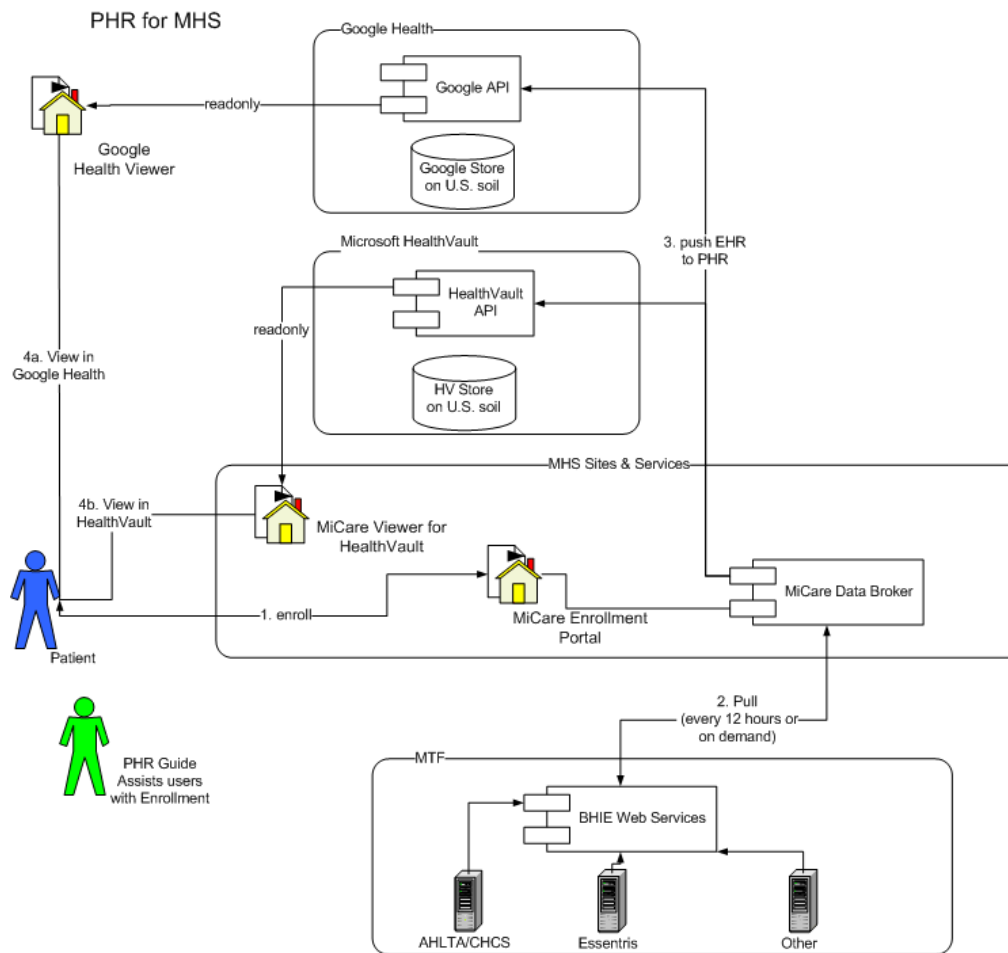 PHR for MHS
Google Health
Google API
readonly
Google
Health Viewer
Google Store
on U.S. soil
3. push EHR
to PHR
Microsoft HealthVault
HealthVault
API
readonly
4a. View in
Google Health
HV Store
on U.S. soil
MHS Sites & Services
4b. View in
HealthVault
MiCare Viewer for
HealthVault
MiCare Data Broker
1. enroll
MiCare Enrollment
Portal
Patient
2. Pull
(every 12 hours or
on demand)
PHR Guide
Assists users
with Enrollment
MTF
BHIE Web Services
AHLTA/CHCS
Essentris
Other